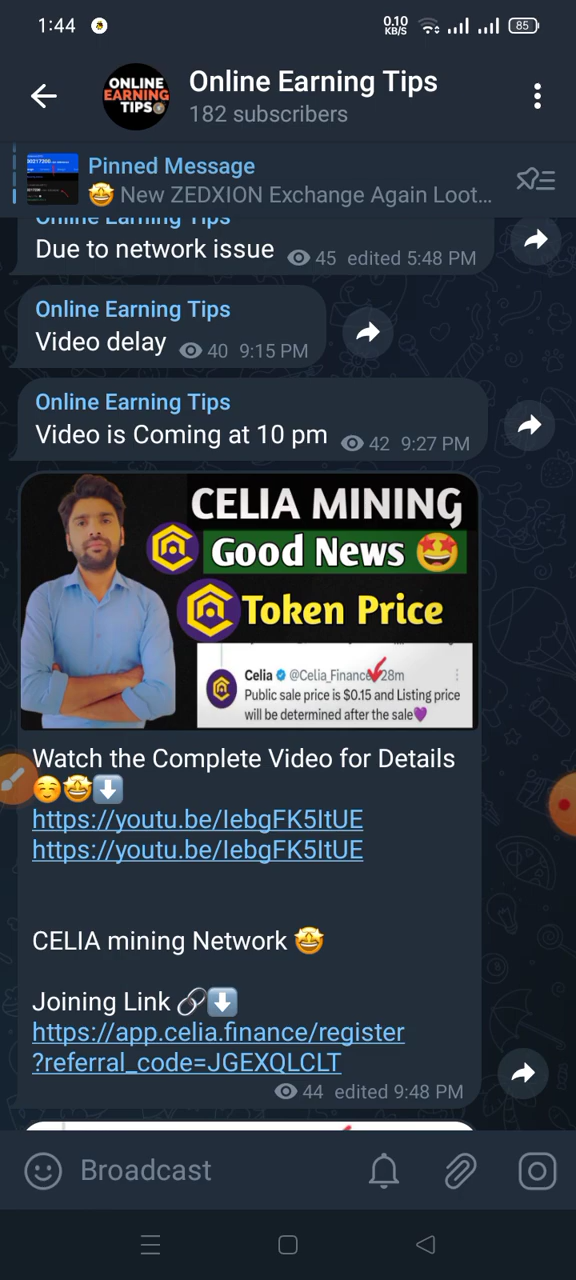 1:44
0.10
KB/S
85
ONLINE
EARNING
TIPS
Online Earning Tips
182 subscribers
Pinned Message
🤩 New ZEDXION Exchange Again Loot...
Online Earning Tips
Due to network issue 45 edited 5:48 PM
Online Earning Tips
Video delay 40 9:15 PM
Online Earning Tips
Video is Coming at 10 pm 42 9:27 PM
CELIA MINING
Good News 🤩
Token Price
Celia @Celia_Finance 28m
Public sale price is $0.15 and Listing price
will be determined after the sale💜
Watch the Complete Video for Details
☺️🤩⬇️
https://youtu.be/IebgFK5ItUE
https://youtu.be/IebgFK5ItUE
CELIA mining Network 🤩
Joining Link 🔗⬇️
https://app.celia.finance/register
?referral_code=JGEXQLCLT
44 edited 9:48 PM
Broadcast